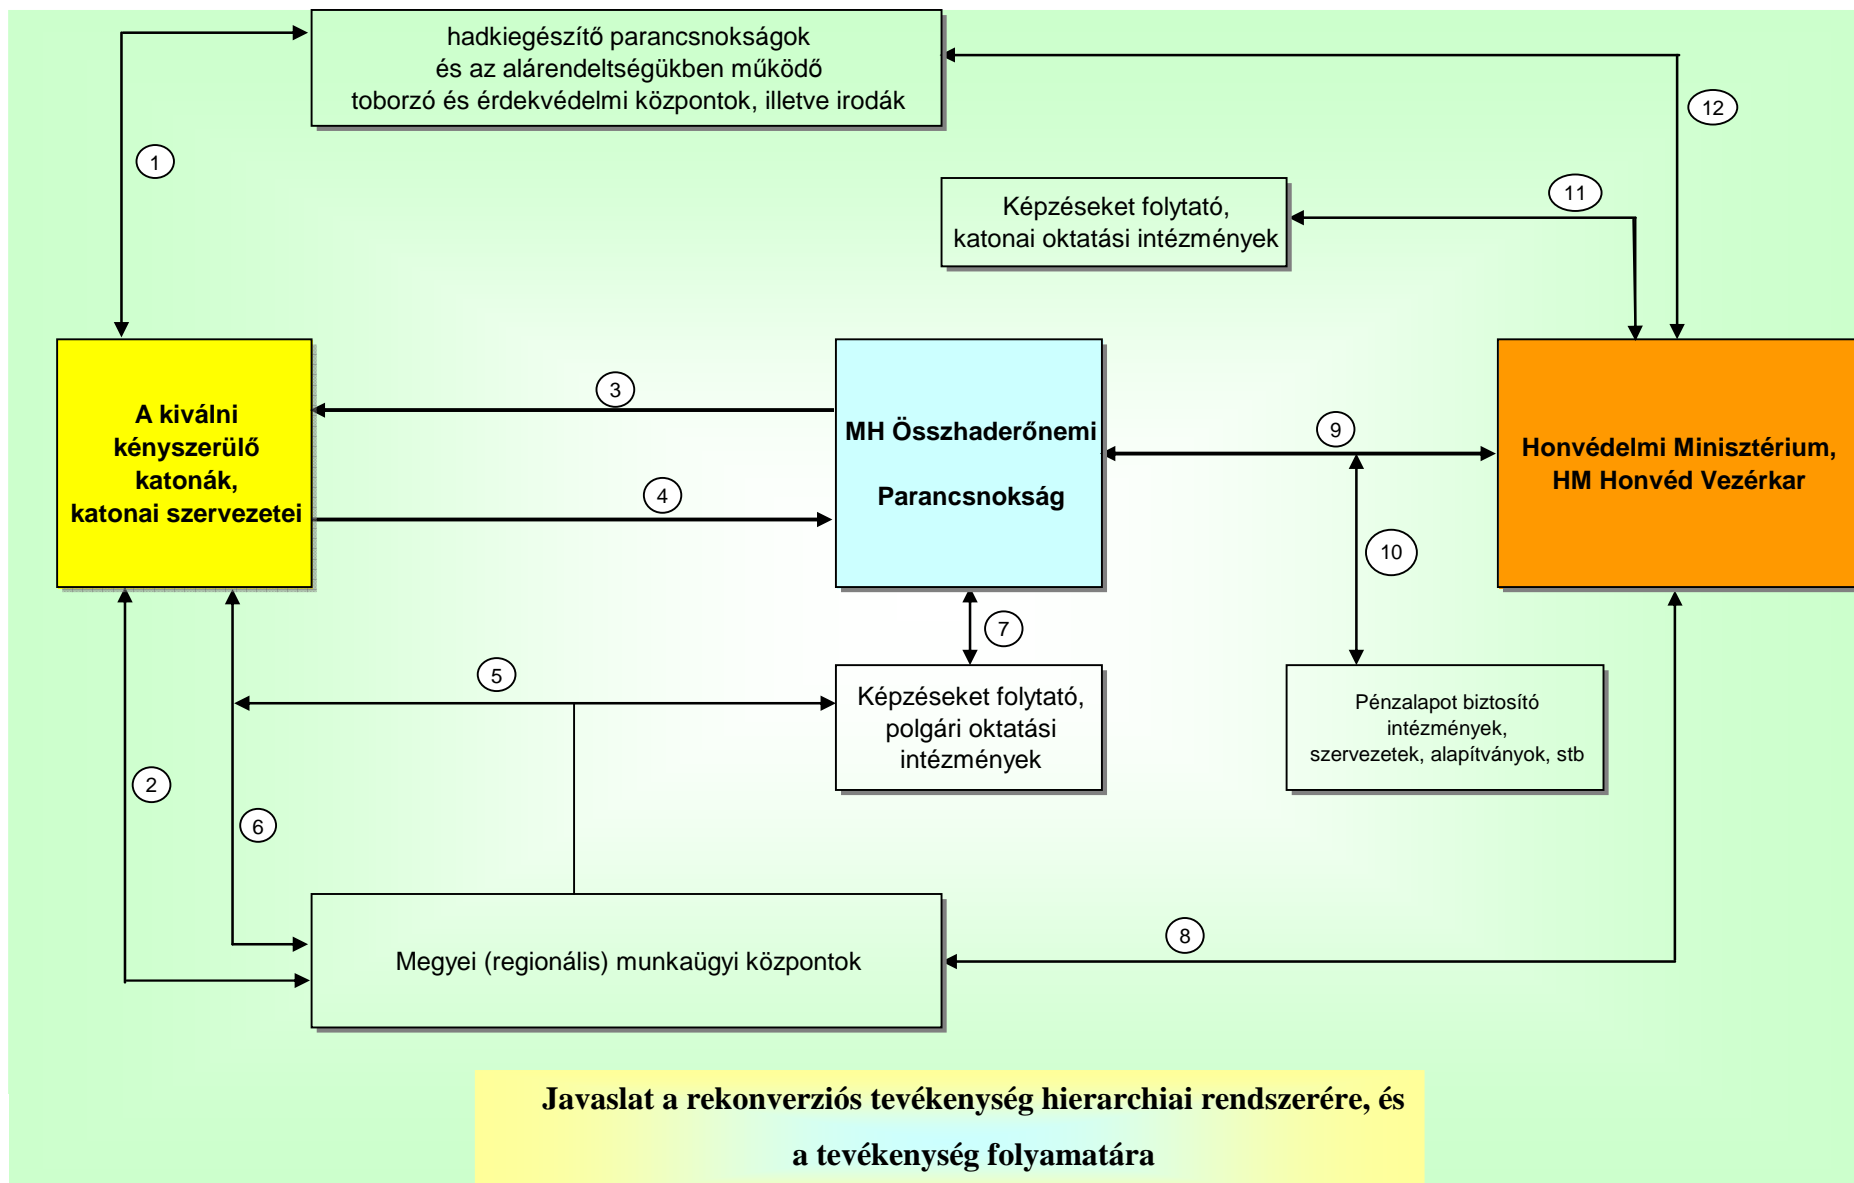 hadkiegészítő parancsnokságok
és az alárendeltségükben működő
toborzó és érdekvédelmi központok, illetve irodák
12
1
11
Képzéseket folytató,
katonai oktatási intézmények
3
A kiválni
kényszerülő
katonák,
katonai szervezetei
MH Összhaderőnemi
Parancsnokság
9
Honvédelmi Minisztérium,
HM Honvéd Vezérkar
4
10
7
5
Képzéseket folytató,
polgári oktatási
intézmények
Pénzalapot biztosító
intézmények,
szervezetek, alapítványok, stb
2
6
8
Megyei (regionális) munkaügyi központok
Javaslat a rekonverziós tevékenység hierarchiai rendszerére, és
a tevékenység folyamatára